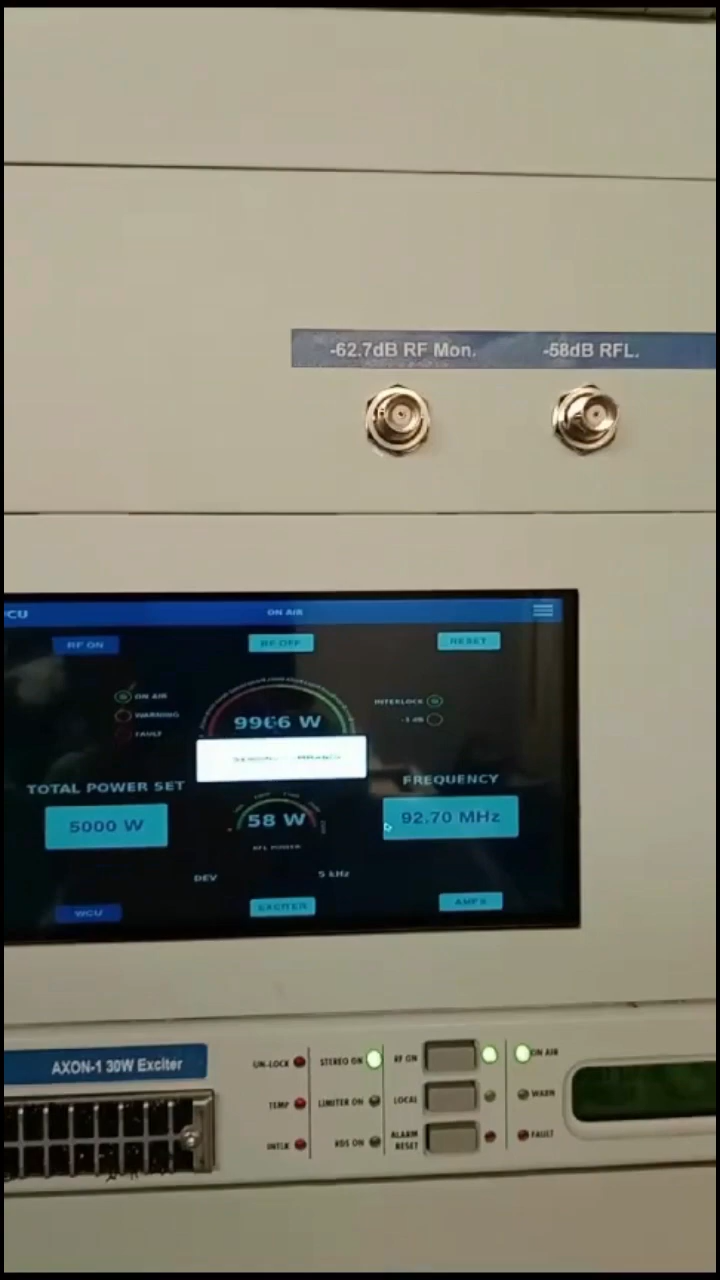 -62.7dB RF Mon. -58dB RFL.
ON AIR
RF ON RF OFF RESET
ON AIR
WARNING
FAULT
INTERLOCK
-3 dB
9966 W
TOTAL POWER SET
5000 W
FREQUENCY
92.70 MHz
58 W
RFL POWER
DEV 5 kHz
WCU EXCITER AMPS
AXON-1 30W Exciter
UN-LOCK STEREO ON RF ON ON AIR
TEMP LIMITER ON LOCAL WARN
INTLK RDS ON ALARM RESET FAULT